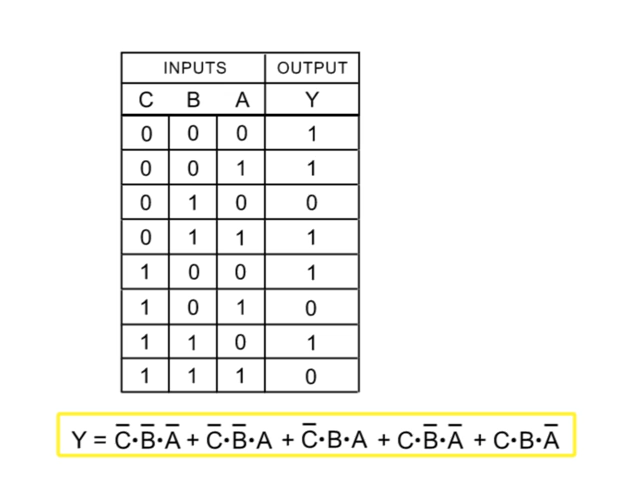 INPUTS OUTPUT
C B A Y
0 0 0 1
0 0 1 1
0 1 0 0
0 1 1 1
1 0 0 1
1 0 1 0
1 1 0 1
1 1 1 0
Y = C̅·B̅·A̅ + C̅·B̅·A + C̅·B·A + C·B̅·A̅ + C·B·A̅